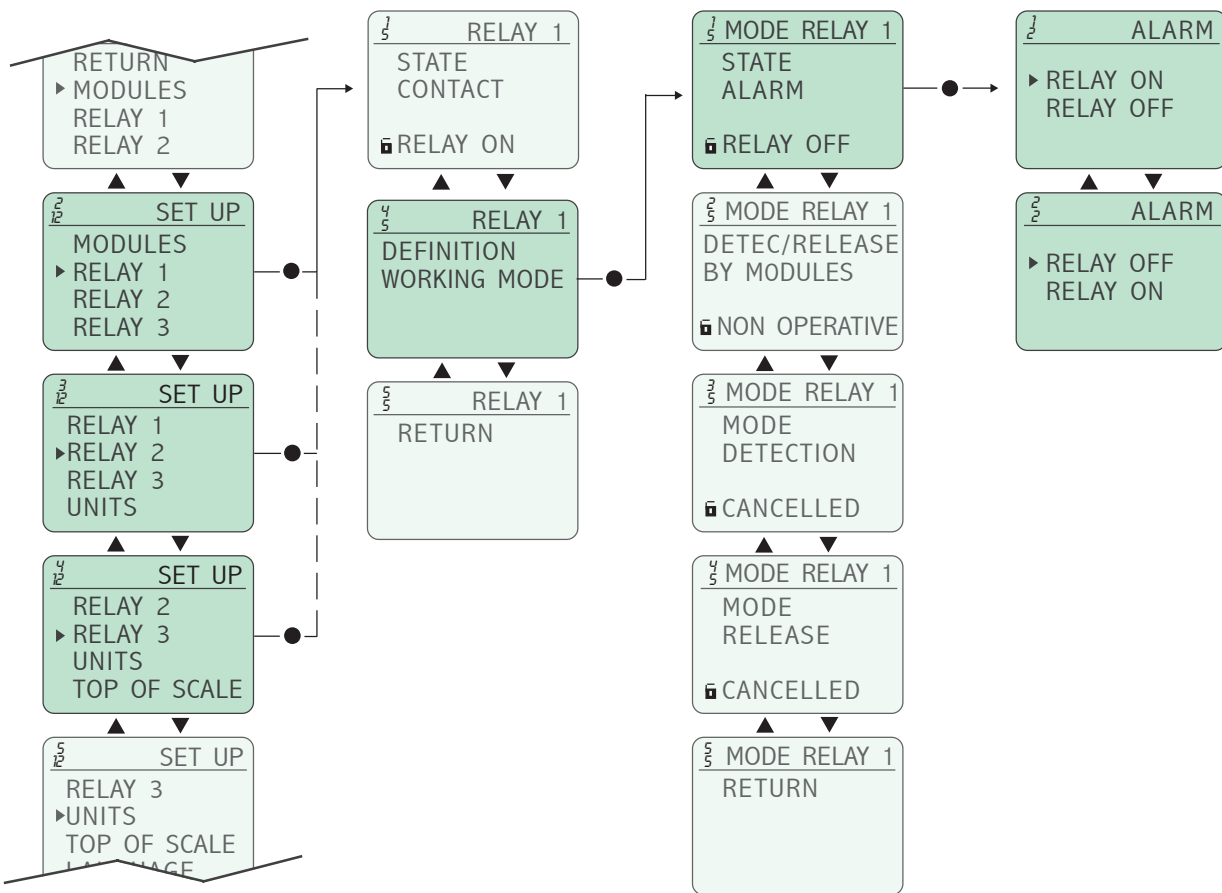 RETURN
MODULES
RELAY 1
RELAY 2
2/12 SET UP
MODULES
RELAY 1
RELAY 2
RELAY 3
3/12 SET UP
RELAY 1
RELAY 2
RELAY 3
UNITS
4/12 SET UP
RELAY 2
RELAY 3
UNITS
TOP OF SCALE
5/12 SET UP
RELAY 3
UNITS
TOP OF SCALE
LANGUAGE
1/5 RELAY 1
STATE
CONTACT
RELAY ON
4/5 RELAY 1
DEFINITION
WORKING MODE
5/5 RELAY 1
RETURN
1/5 MODE RELAY 1
STATE
ALARM
RELAY OFF
2/5 MODE RELAY 1
DETEC/RELEASE
BY MODULES
NON OPERATIVE
3/5 MODE RELAY 1
MODE
DETECTION
CANCELLED
4/5 MODE RELAY 1
MODE
RELEASE
CANCELLED
5/5 MODE RELAY 1
RETURN
1/2 ALARM
RELAY ON
RELAY OFF
2/2 ALARM
RELAY OFF
RELAY ON